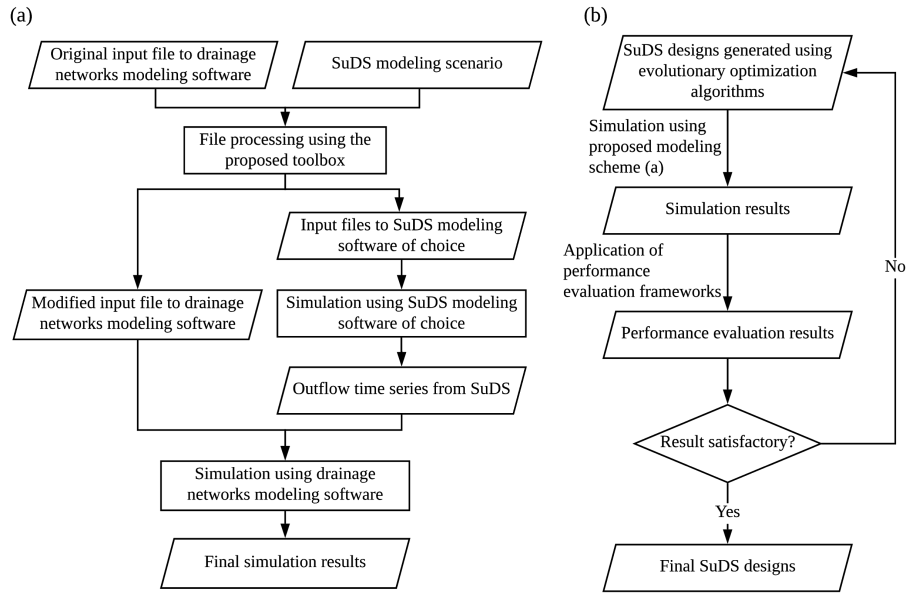 (a)
Original input file to drainage
networks modeling software
SuDS modeling scenario
File processing using the
proposed toolbox
Input files to SuDS modeling
software of choice
Modified input file to drainage
networks modeling software
Simulation using SuDS modeling
software of choice
Outflow time series from SuDS
Simulation using drainage
networks modeling software
Final simulation results
(b)
SuDS designs generated using
evolutionary optimization
algorithms
Simulation using
proposed modeling
scheme (a)
Simulation results
Application of
performance
evaluation frameworks
No
Performance evaluation results
Result satisfactory?
Yes
Final SuDS designs